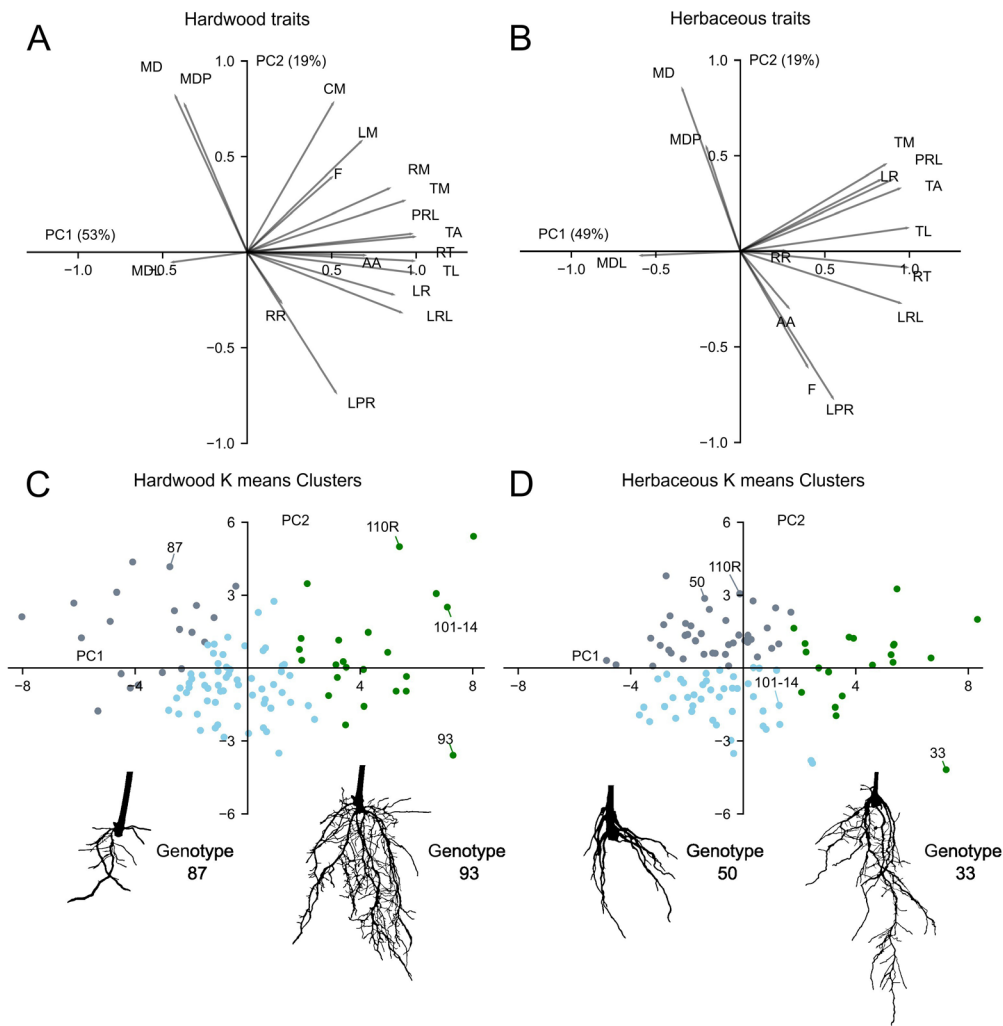 Hardwood traits
Herbaceous traits
A
B
MD
MDP
1.0
PC2 (19%)
CM
LM
0.5
F
RM
TM
PRL
TA
PC1 (53%)
−1.0
−0.5
0.5
1.0
MDL
RT
AA
TL
LR
RR
LRL
−0.5
LPR
−1.0
MD
1.0
PC2 (19%)
MDP
0.5
TM
PRL
LR
TA
TL
PC1 (49%)
MDL
RR
−1.0
−0.5
0.5
1.0
RT
AA
LRL
−0.5
F
LPR
−1.0
C
Hardwood K means Clusters
D
Herbaceous K means Clusters
6
PC2
110R
87
3
101-14
PC1
−8
−4
4
8
−3
93
−6
Genotype
87
Genotype
93
6
PC2
110R
50
3
PC1
−8
−4
101-14
4
8
−3
33
−6
Genotype
50
Genotype
33